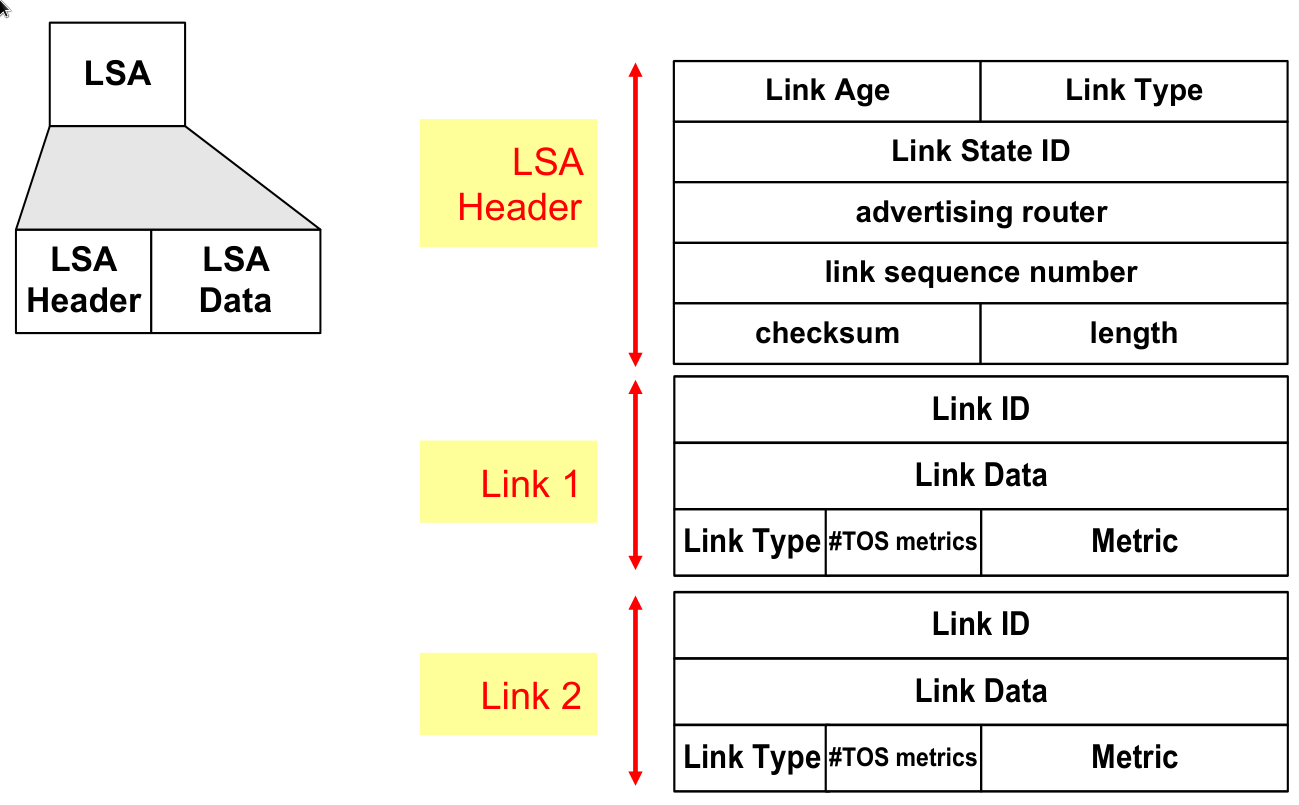 LSA
LSA
Header
LSA
Data
LSA
Header
Link Age
Link Type
Link State ID
advertising router
link sequence number
checksum
length
Link 1
Link ID
Link Data
Link Type
#TOS metrics
Metric
Link 2
Link ID
Link Data
Link Type
#TOS metrics
Metric